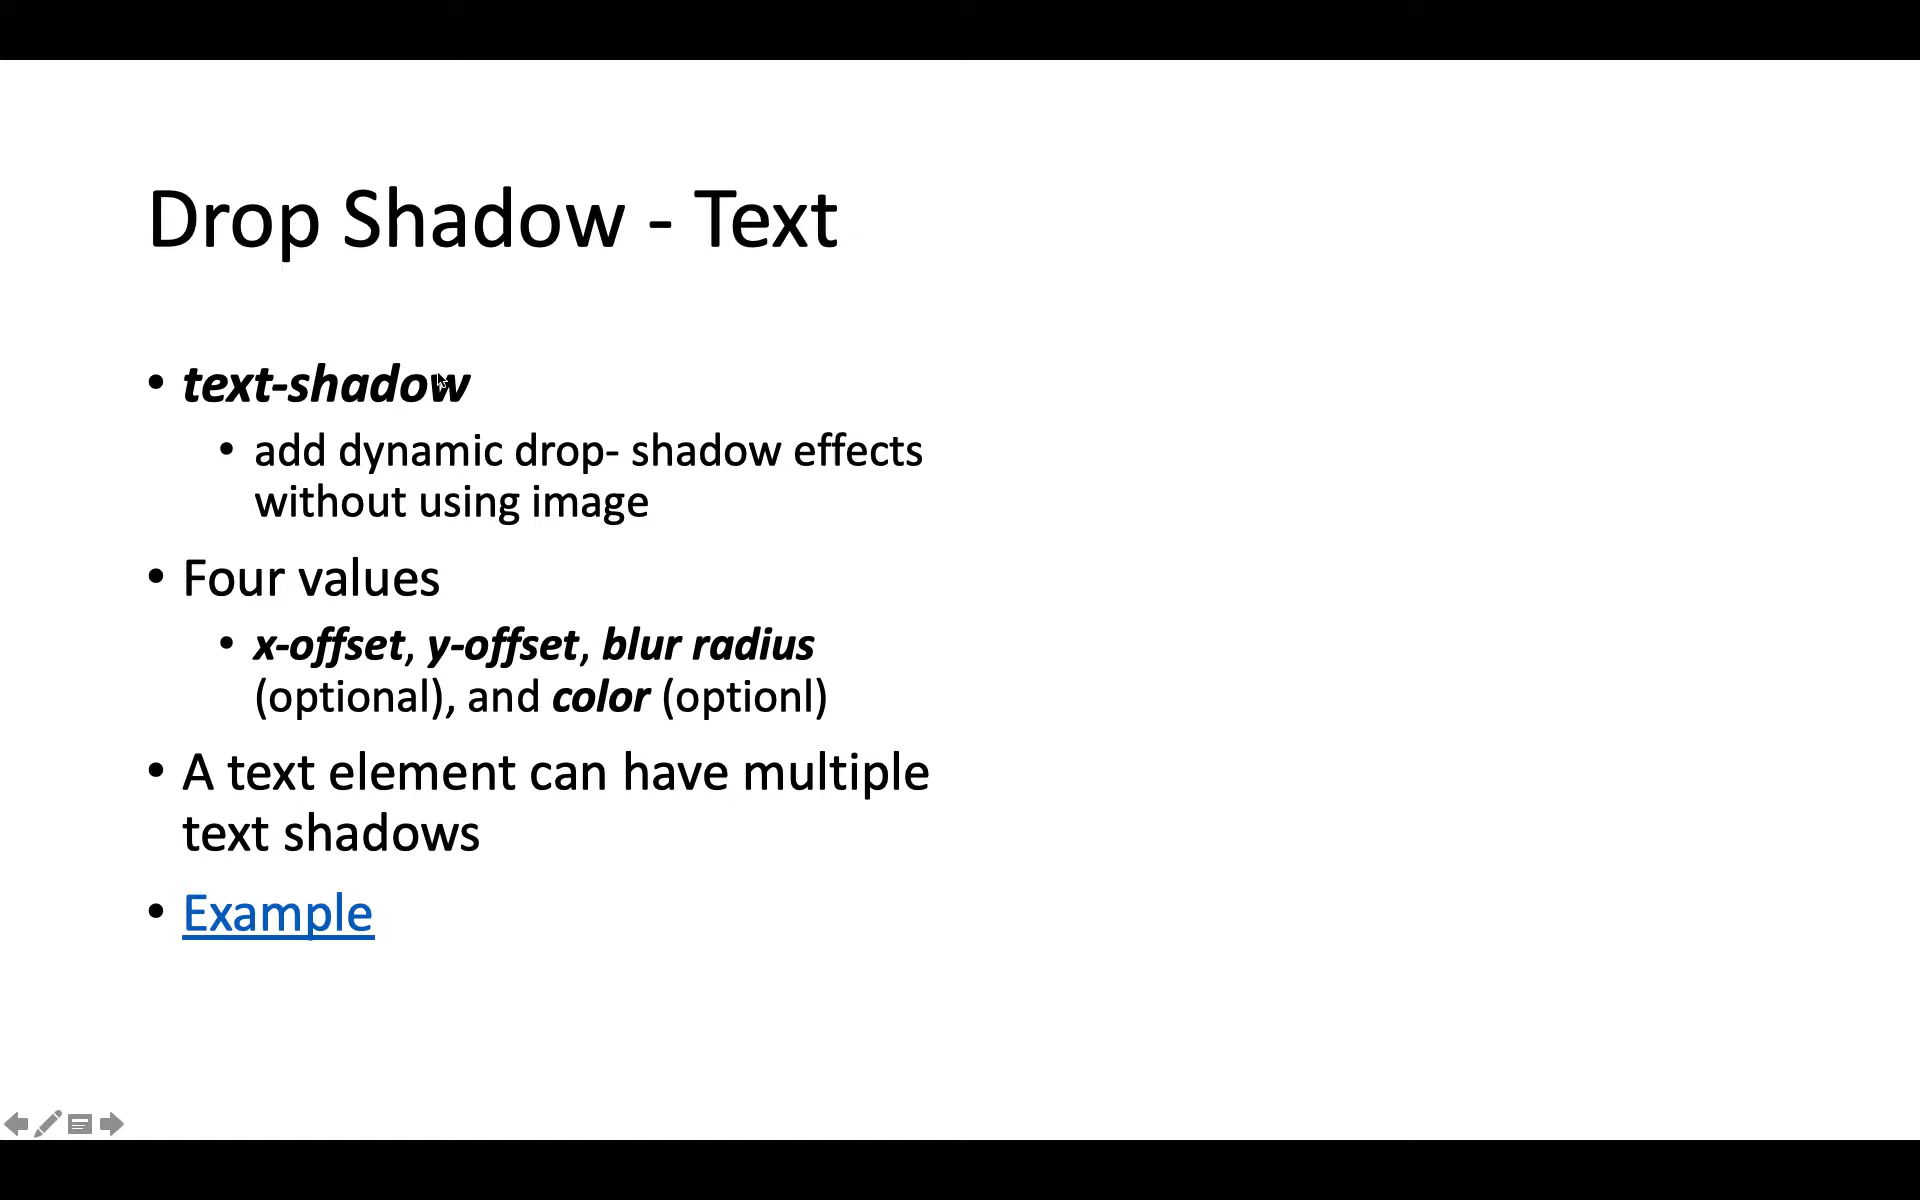 Drop Shadow - Text
• text-shadow
• add dynamic drop- shadow effects
without using image
• Four values
• x-offset, y-offset, blur radius
(optional), and color (optionl)
• A text element can have multiple
text shadows
• Example